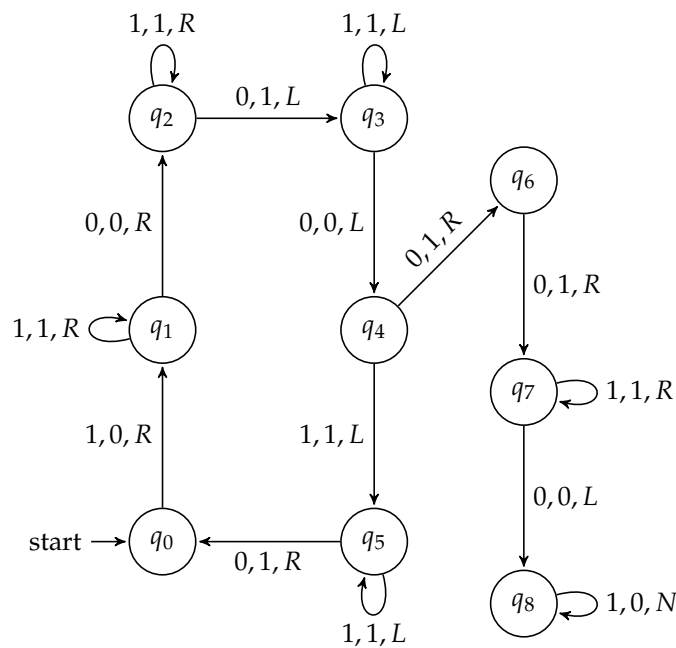 1, 1, R
1, 1, L
q2
0, 1, L
q3
q6
0, 0, R
0, 0, L
0, 1, R
0, 1, R
1, 1, R
q1
q4
q7
1, 1, R
1, 0, R
1, 1, L
0, 0, L
start
q0
0, 1, R
q5
q8
1, 0, N
1, 1, L